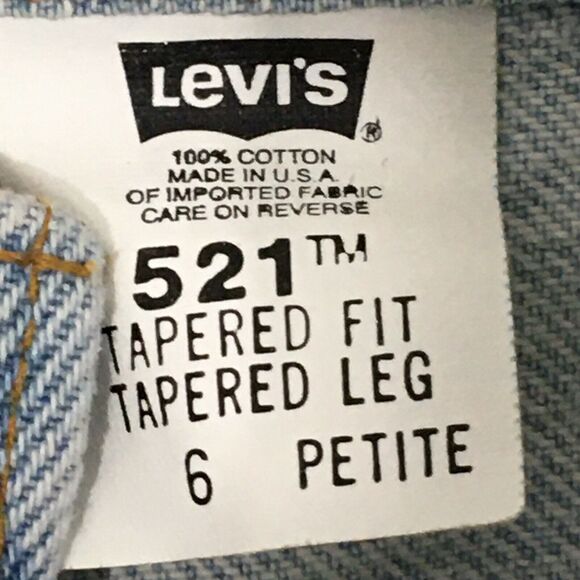 LEVI'S
®
100% COTTON
MADE IN U.S.A.
OF IMPORTED FABRIC
CARE ON REVERSE
521™
TAPERED FIT
TAPERED LEG
6 PETITE